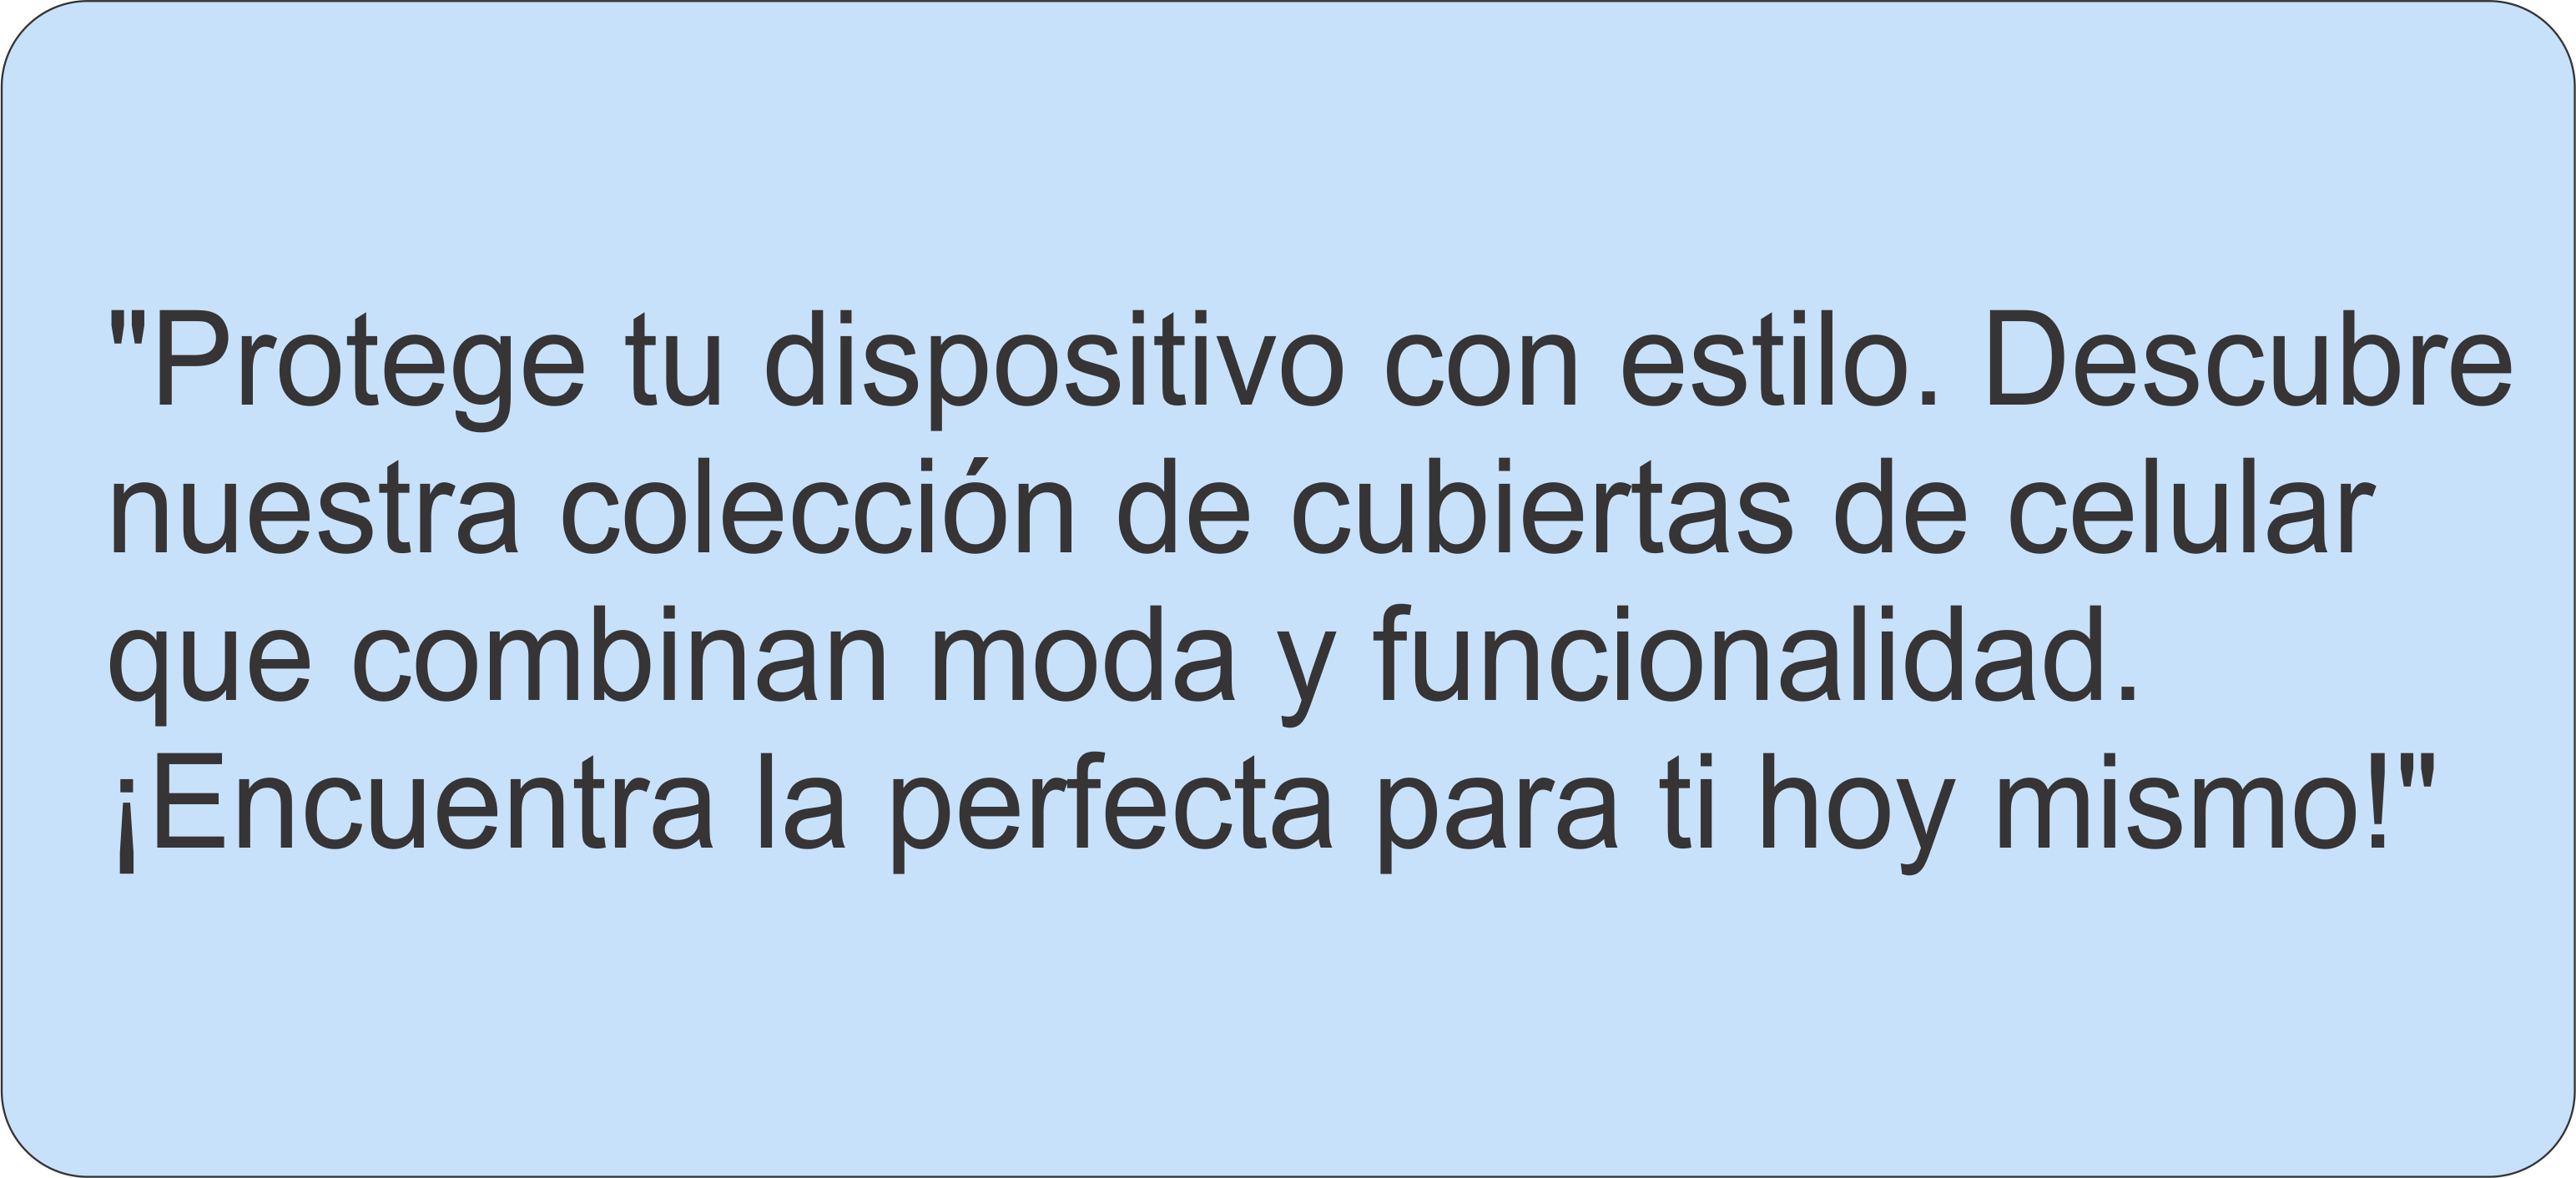 "Protege tu dispositivo con estilo. Descubre
nuestra colección de cubiertas de celular
que combinan moda y funcionalidad.
¡Encuentra la perfecta para ti hoy mismo!"